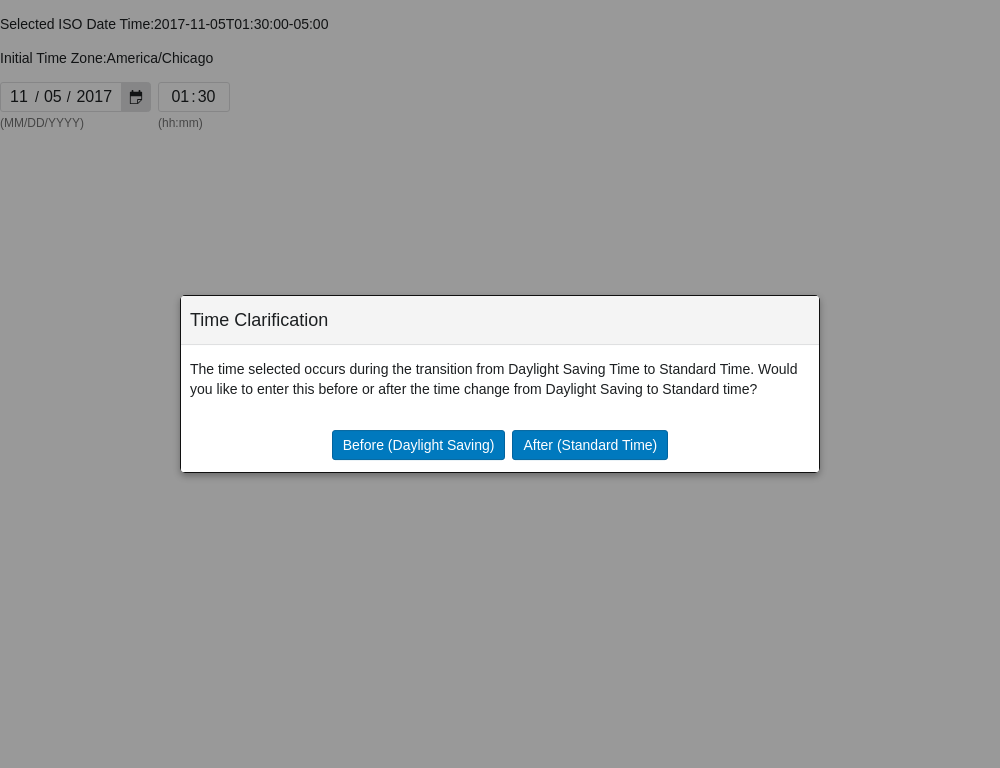 Selected ISO Date Time:2017-11-05T01:30:00-05:00
Initial Time Zone:America/Chicago
11 / 05 / 2017 01:30
(MM/DD/YYYY) (hh:mm)
Time Clarification
The time selected occurs during the transition from Daylight Saving Time to Standard Time. Would
you like to enter this before or after the time change from Daylight Saving to Standard time?
Before (Daylight Saving) After (Standard Time)